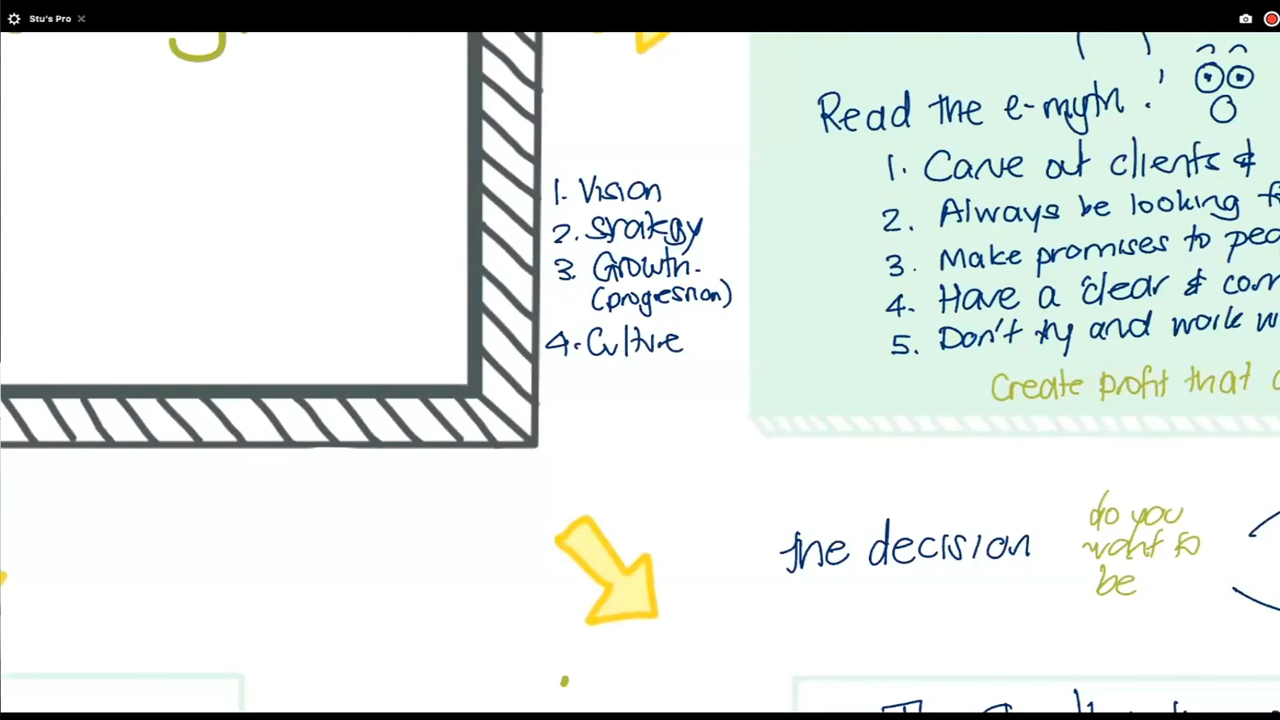 Stu's Pro
Read the e-myth!
1. Carve out clients &
2. Always be looking
3. Make promises to
4. Have a clear &
5. Don't try and work
Create profit that
1. Vision
2. Strategy
3. Growth.
(progression)
4. Culture
the decision
do you
want to
be